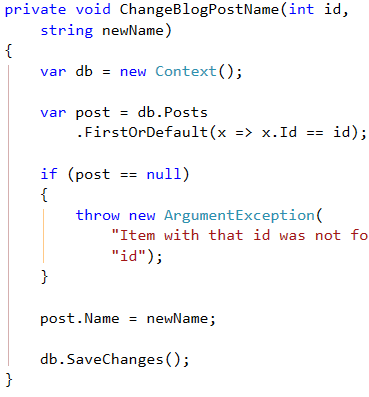 private void ChangeBlogPostName(int id,
    string newName)
{
    var db = new Context();

    var post = db.Posts
        .FirstOrDefault(x => x.Id == id);

    if (post == null)
    {
        throw new ArgumentException(
            "Item with that id was not fo
            "id");
    }

    post.Name = newName;

    db.SaveChanges();
}